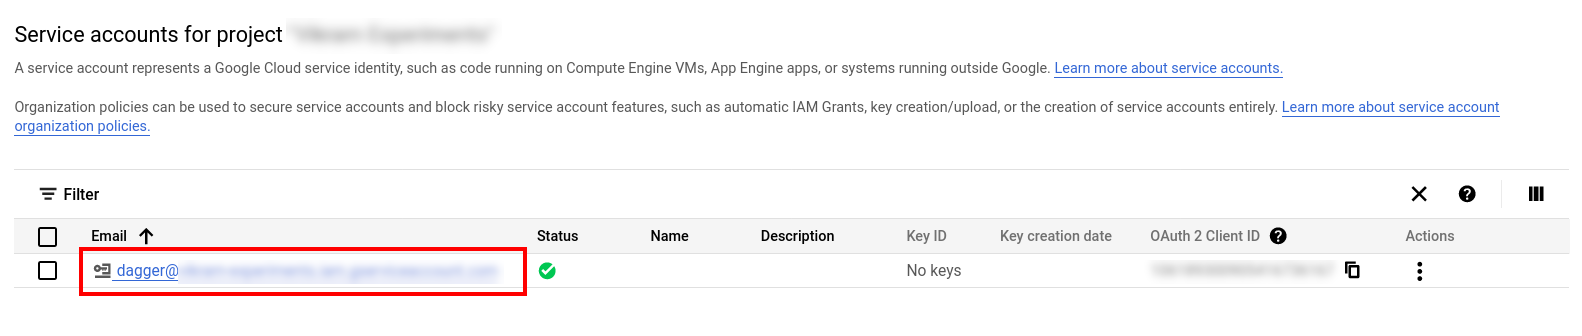 Service accounts for project
A service account represents a Google Cloud service identity, such as code running on Compute Engine VMs, App Engine apps, or systems running outside Google. Learn more about service accounts.
Organization policies can be used to secure service accounts and block risky service account features, such as automatic IAM Grants, key creation/upload, or the creation of service accounts entirely. Learn more about service account
organization policies.
Filter
Email Status Name Description Key ID Key creation date OAuth 2 Client ID Actions
dagger@ No keys